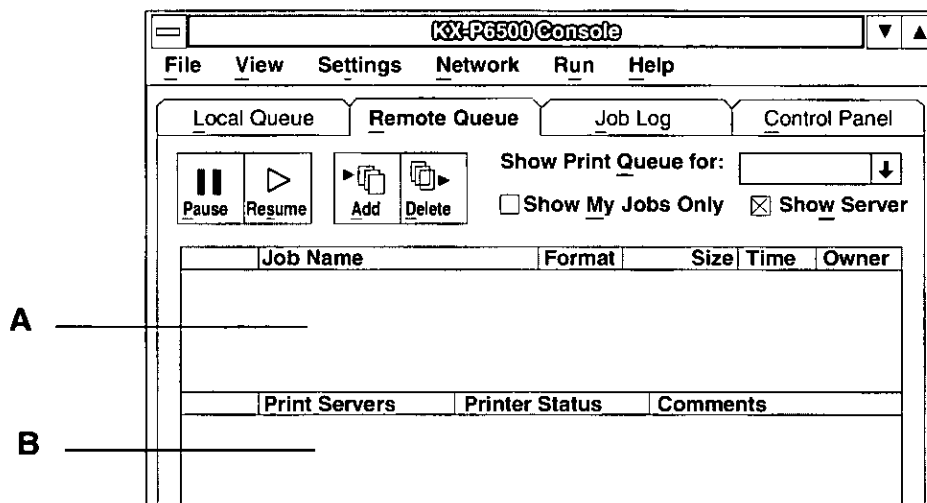 KX-P6500 Console
File View Settings Network Run Help
Local Queue Remote Queue Job Log Control Panel
Show Print Queue for:
Pause Resume Add Delete Show My Jobs Only Show Server
Job Name Format Size Time Owner
A
Print Servers Printer Status Comments
B